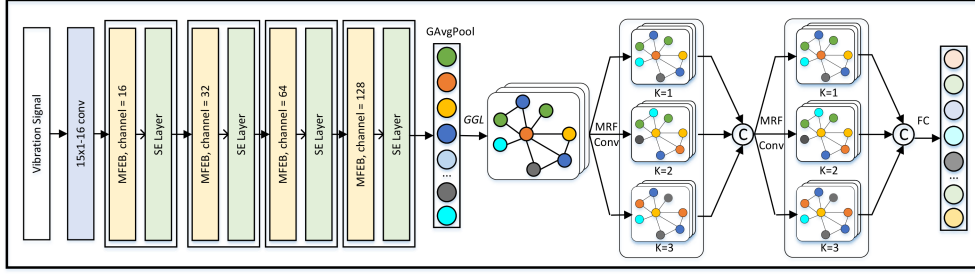 Vibration Signal
15x1-16 conv
MFEB, channel = 16
SE Layer
MFEB, channel = 32
SE Layer
MFEB, channel = 64
SE Layer
MFEB, channel = 128
SE Layer
GAvgPool
...
GGL
MRF
Conv
K=1
K=2
K=3
C
MRF
Conv
K=1
K=2
K=3
C
FC
...